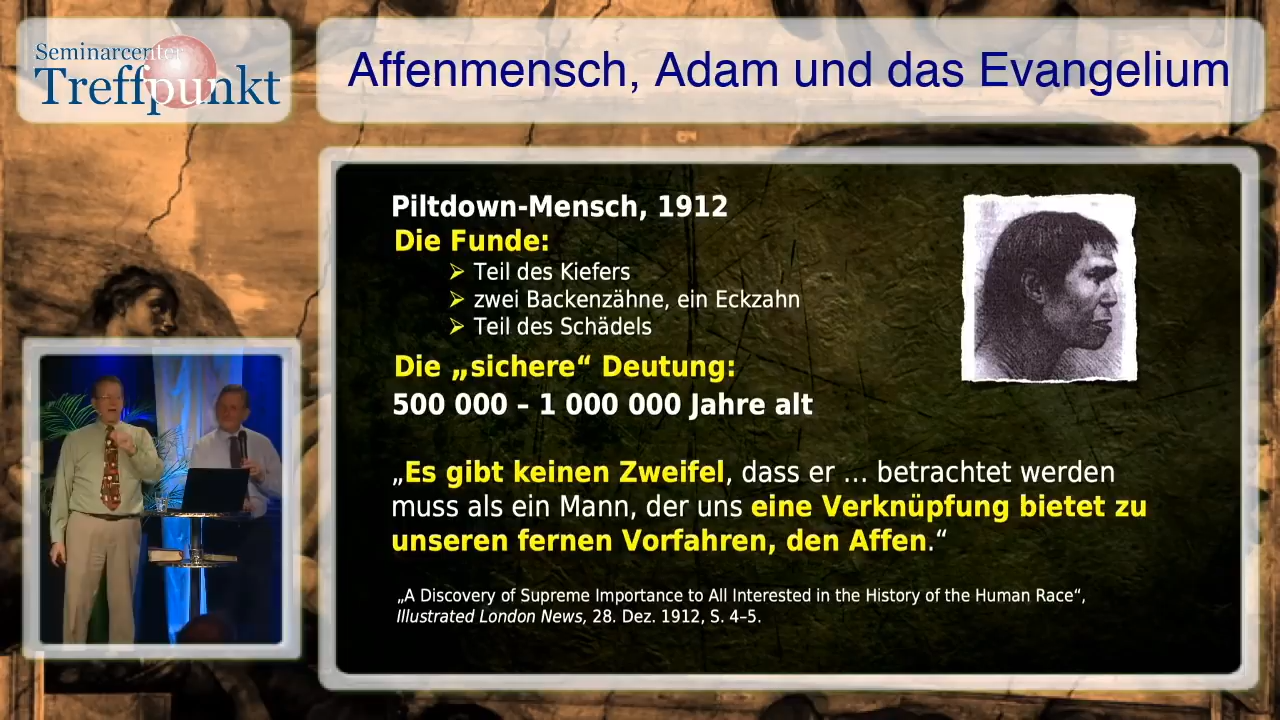 Seminarcenter
Treffpunkt
Affenmensch, Adam und das Evangelium
Piltdown-Mensch, 1912
Die Funde:
Teil des Kiefers
zwei Backenzähne, ein Eckzahn
Teil des Schädels
Die „sichere“ Deutung:
500 000 – 1 000 000 Jahre alt
„Es gibt keinen Zweifel, dass er ... betrachtet werden
muss als ein Mann, der uns eine Verknüpfung bietet zu
unseren fernen Vorfahren, den Affen.“
„A Discovery of Supreme Importance to All Interested in the History of the Human Race“,
Illustrated London News, 28. Dez. 1912, S. 4–5.